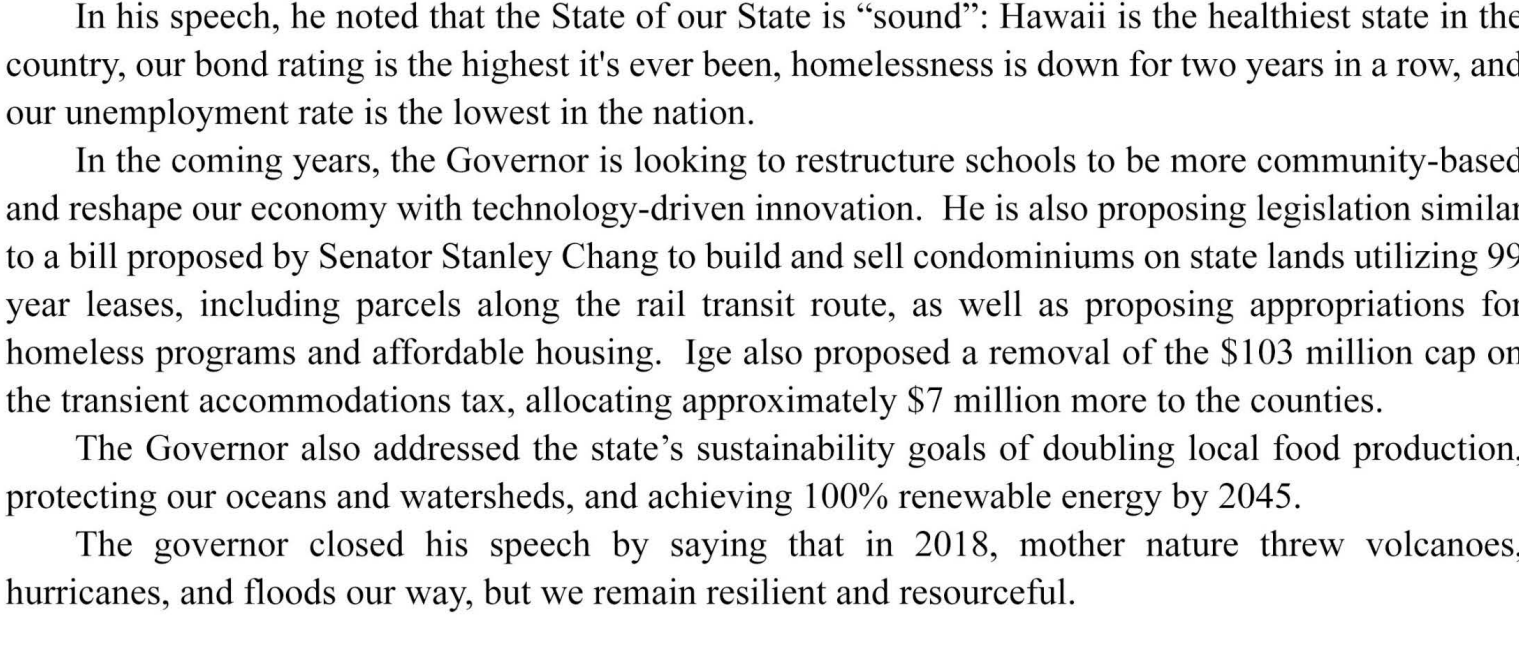 In his speech, he noted that the State of our State is “sound”: Hawaii is the healthiest state in the
country, our bond rating is the highest it's ever been, homelessness is down for two years in a row, and
our unemployment rate is the lowest in the nation.
In the coming years, the Governor is looking to restructure schools to be more community-based
and reshape our economy with technology-driven innovation.  He is also proposing legislation similar
to a bill proposed by Senator Stanley Chang to build and sell condominiums on state lands utilizing 99
year leases, including parcels along the rail transit route, as well as proposing appropriations for
homeless programs and affordable housing.  Ige also proposed a removal of the $103 million cap on
the transient accommodations tax, allocating approximately $7 million more to the counties.
The Governor also addressed the state’s sustainability goals of doubling local food production,
protecting our oceans and watersheds, and achieving 100% renewable energy by 2045.
The governor closed his speech by saying that in 2018, mother nature threw volcanoes,
hurricanes, and floods our way, but we remain resilient and resourceful.